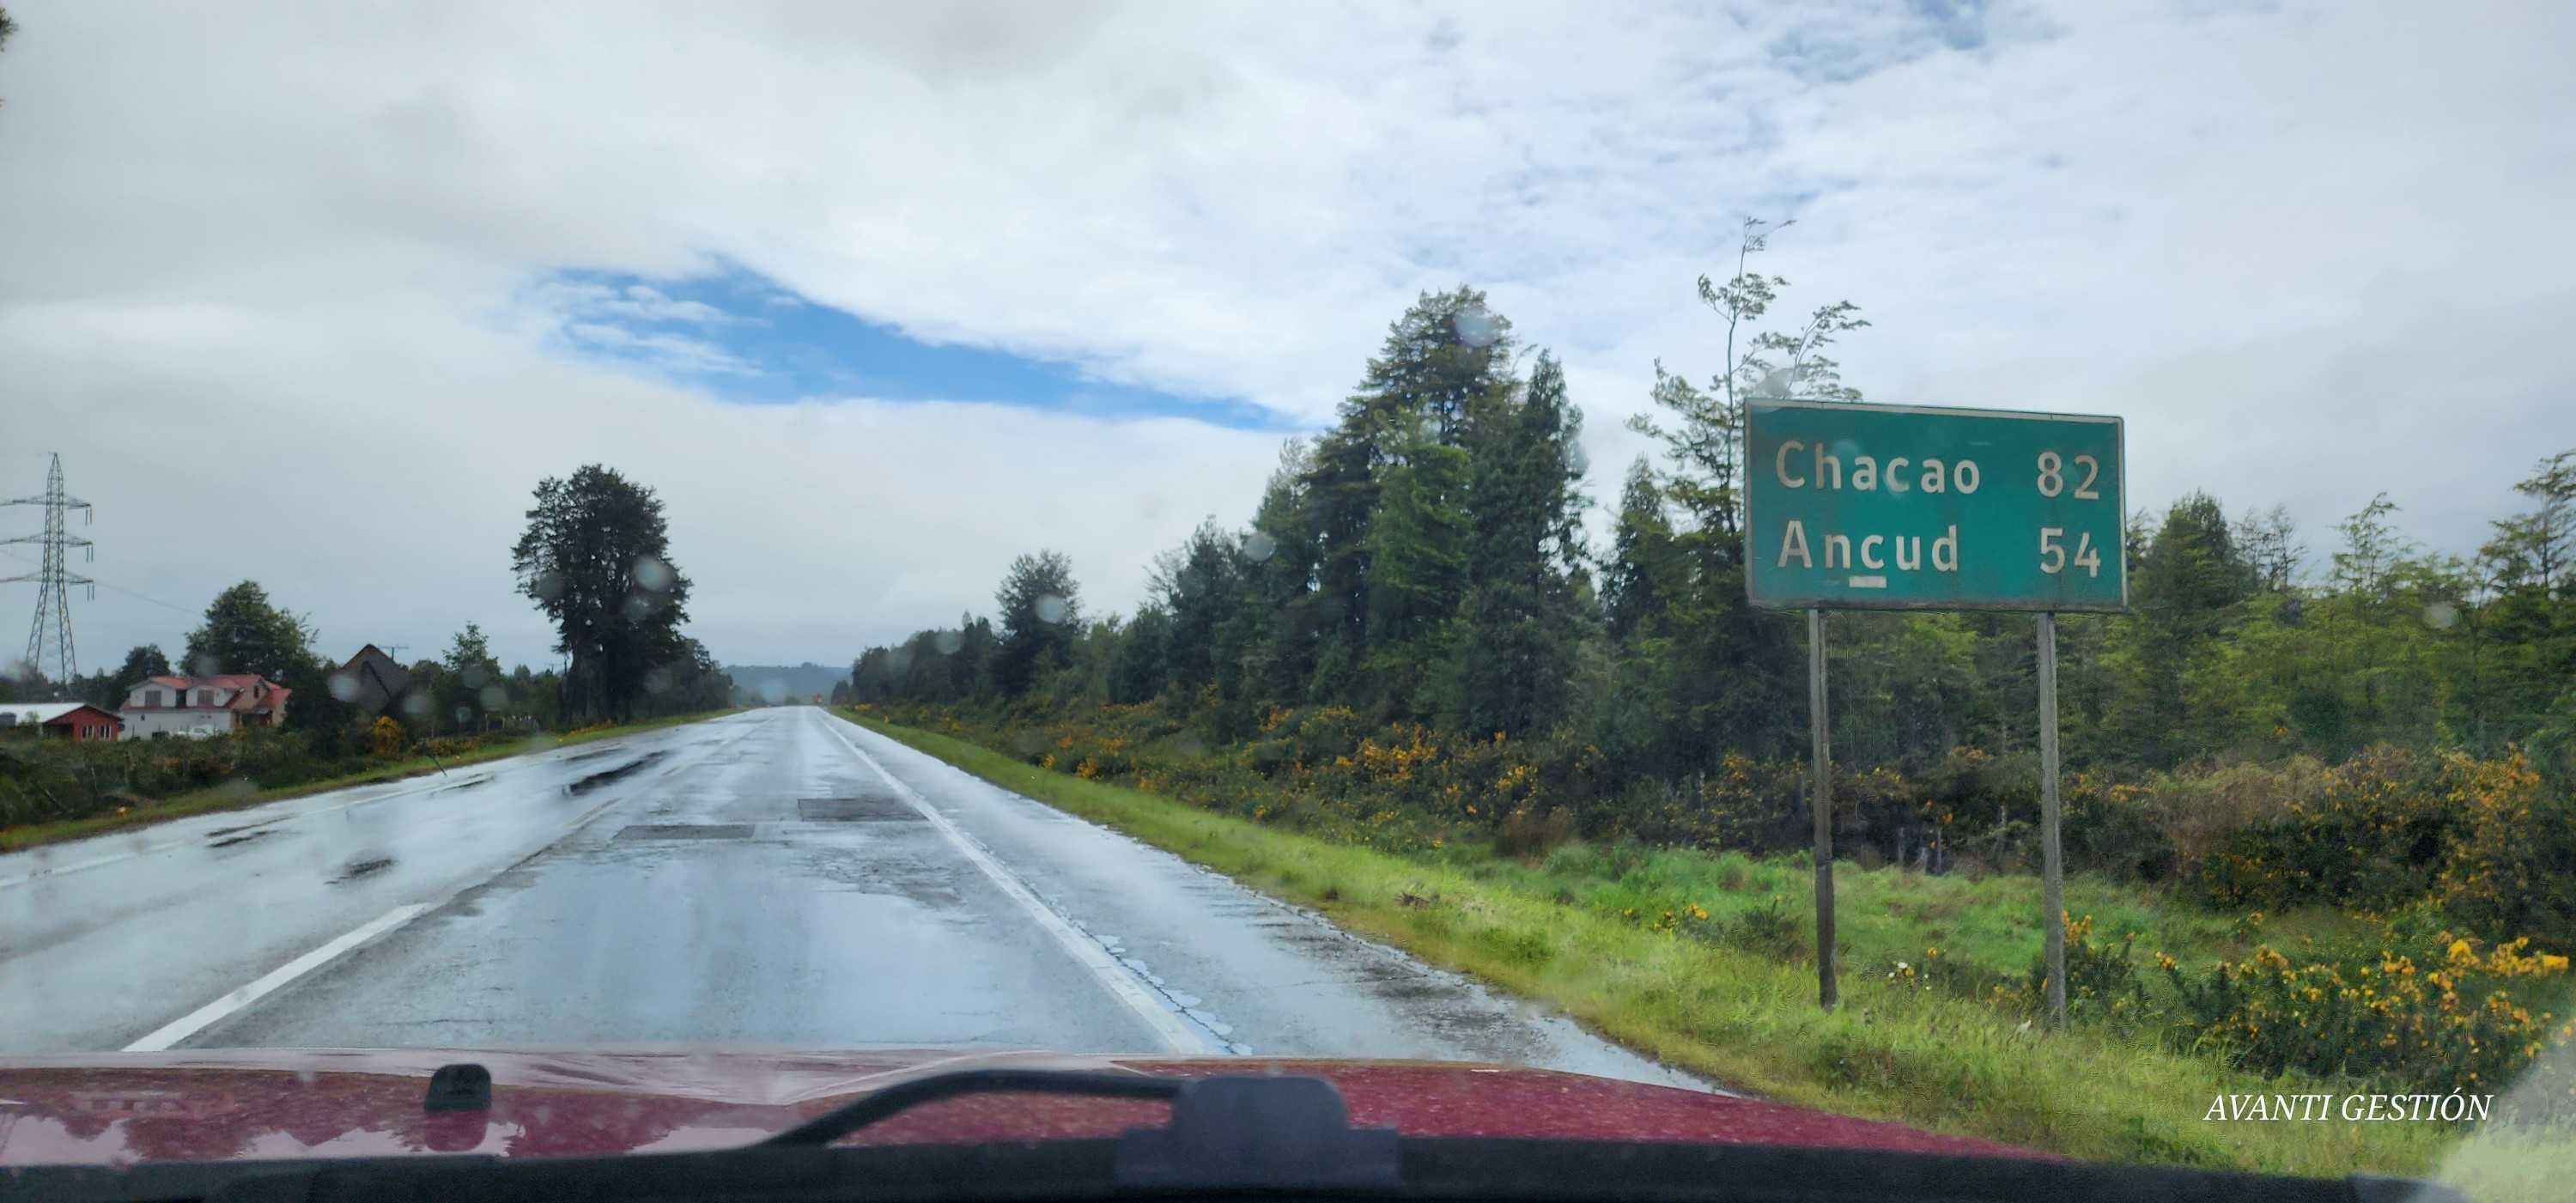 Chacao 82
Ancud 54
AVANTI GESTIÓN